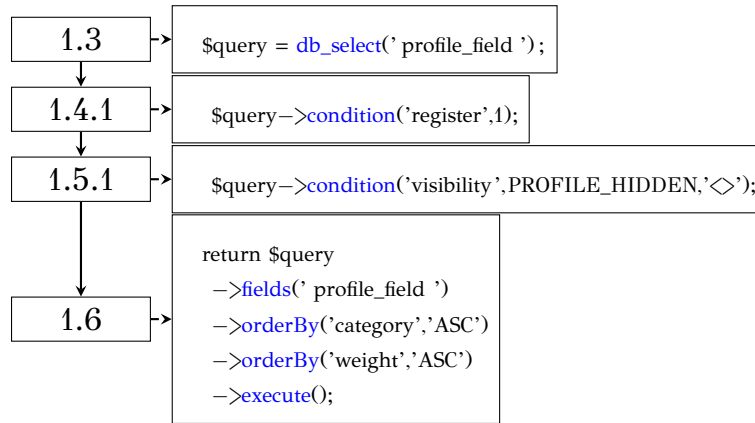 1.3
$query = db_select(' profile_field ');
1.4.1
$query−>condition('register',1);
1.5.1
$query−>condition('visibility',PROFILE_HIDDEN,'<>');
return $query
−>fields(' profile_field ')
1.6
−>orderBy('category','ASC')
−>orderBy('weight','ASC')
−>execute();